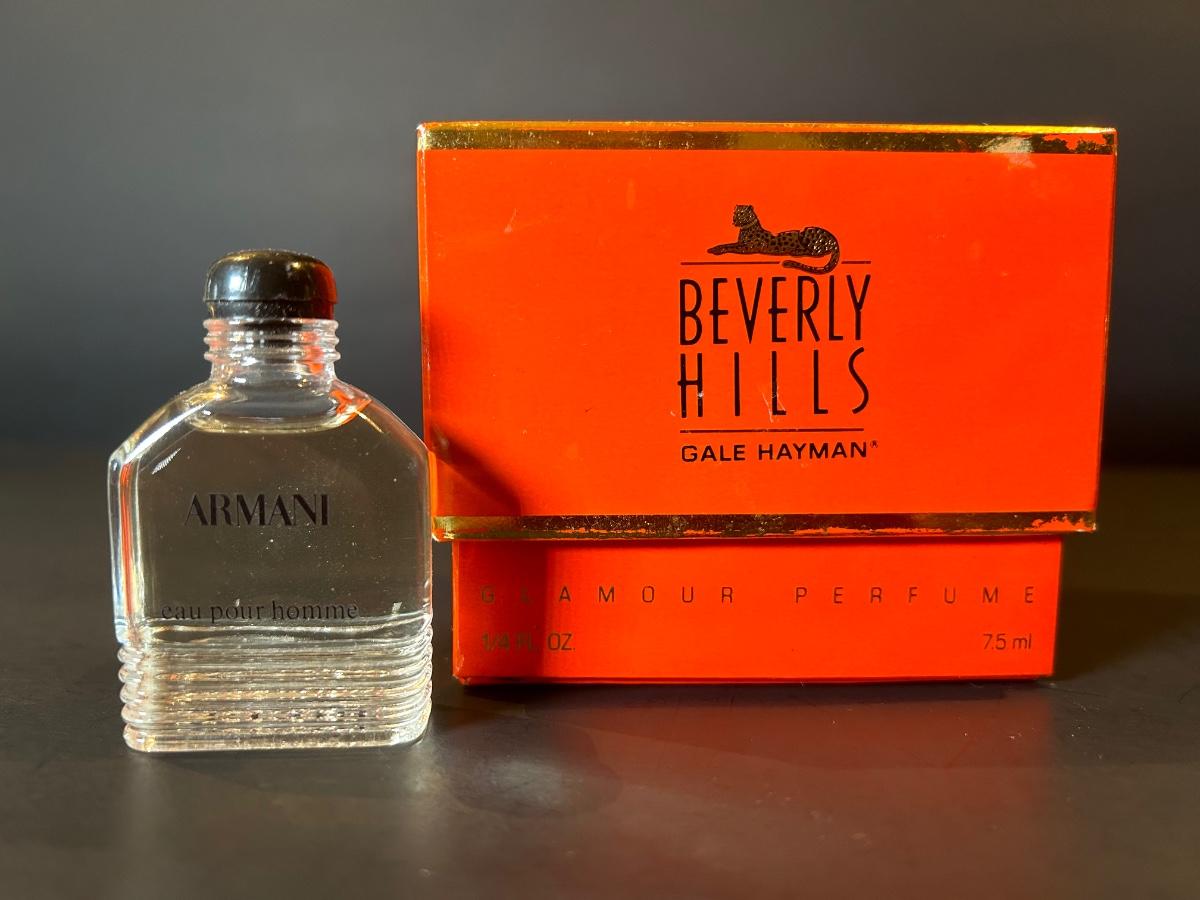 ARMANI
eau pour homme
BEVERLY
HILLS
GALE HAYMAN®
GLAMOUR PERFUME
1/4 FL. OZ.
7.5 ml